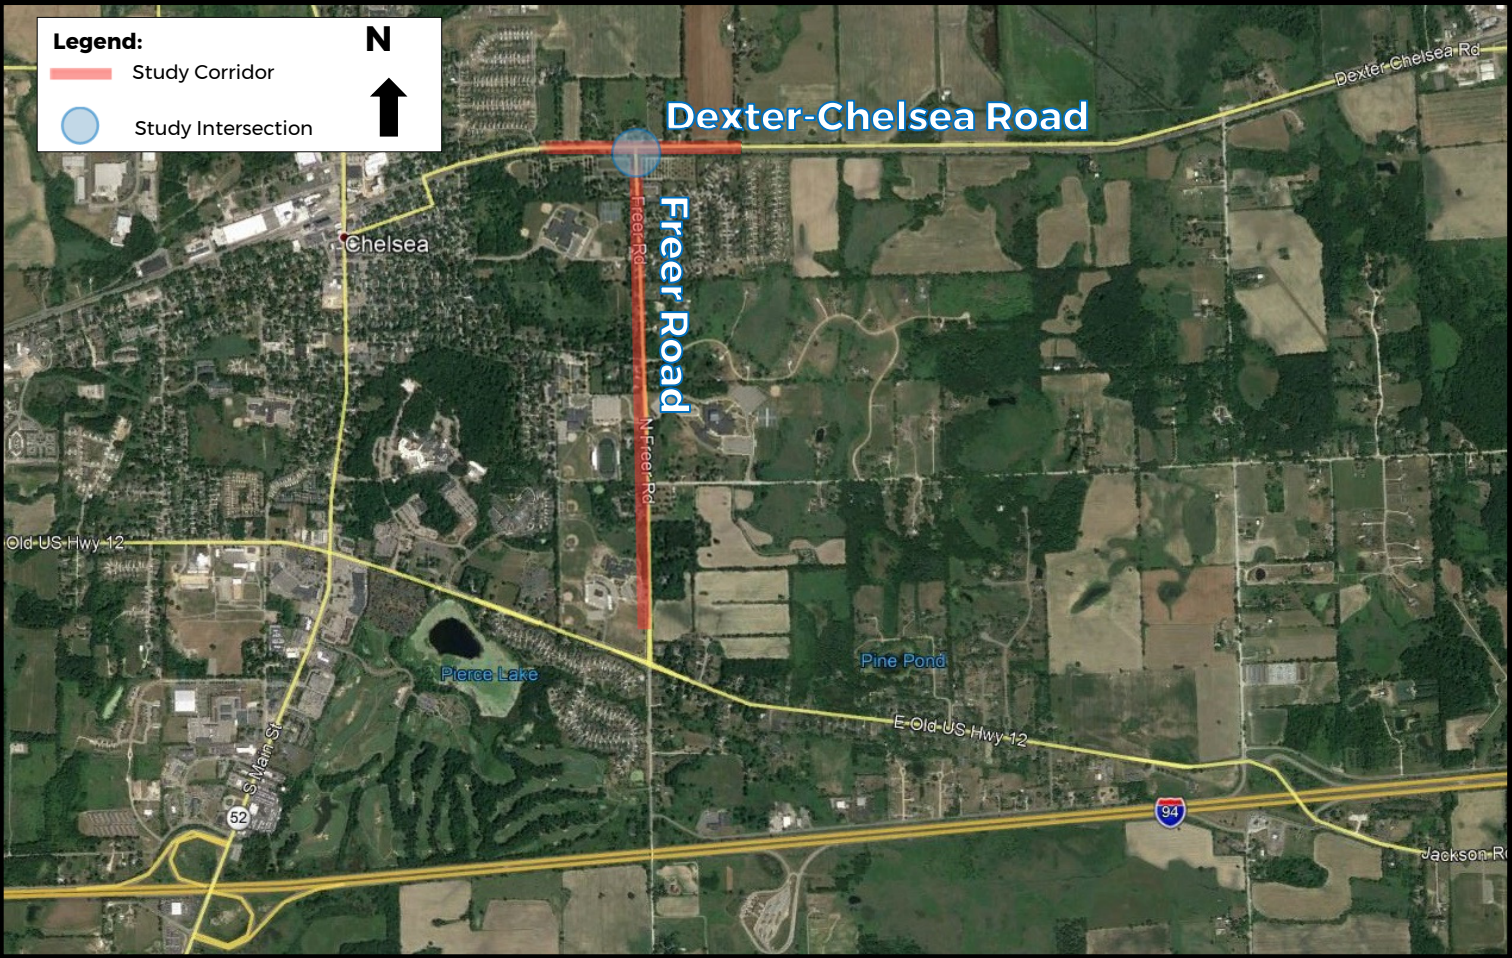 Legend:
N
Study Corridor
Study Intersection
Dexter Chelsea Rd
Dexter-Chelsea Road
Freer Rd
Freer Road
Chelsea
N Freer Rd
Old US Hwy 12
Pierce Lake
Pine Pond
E Old US Hwy 12
S Main St
52
94
Jackson R